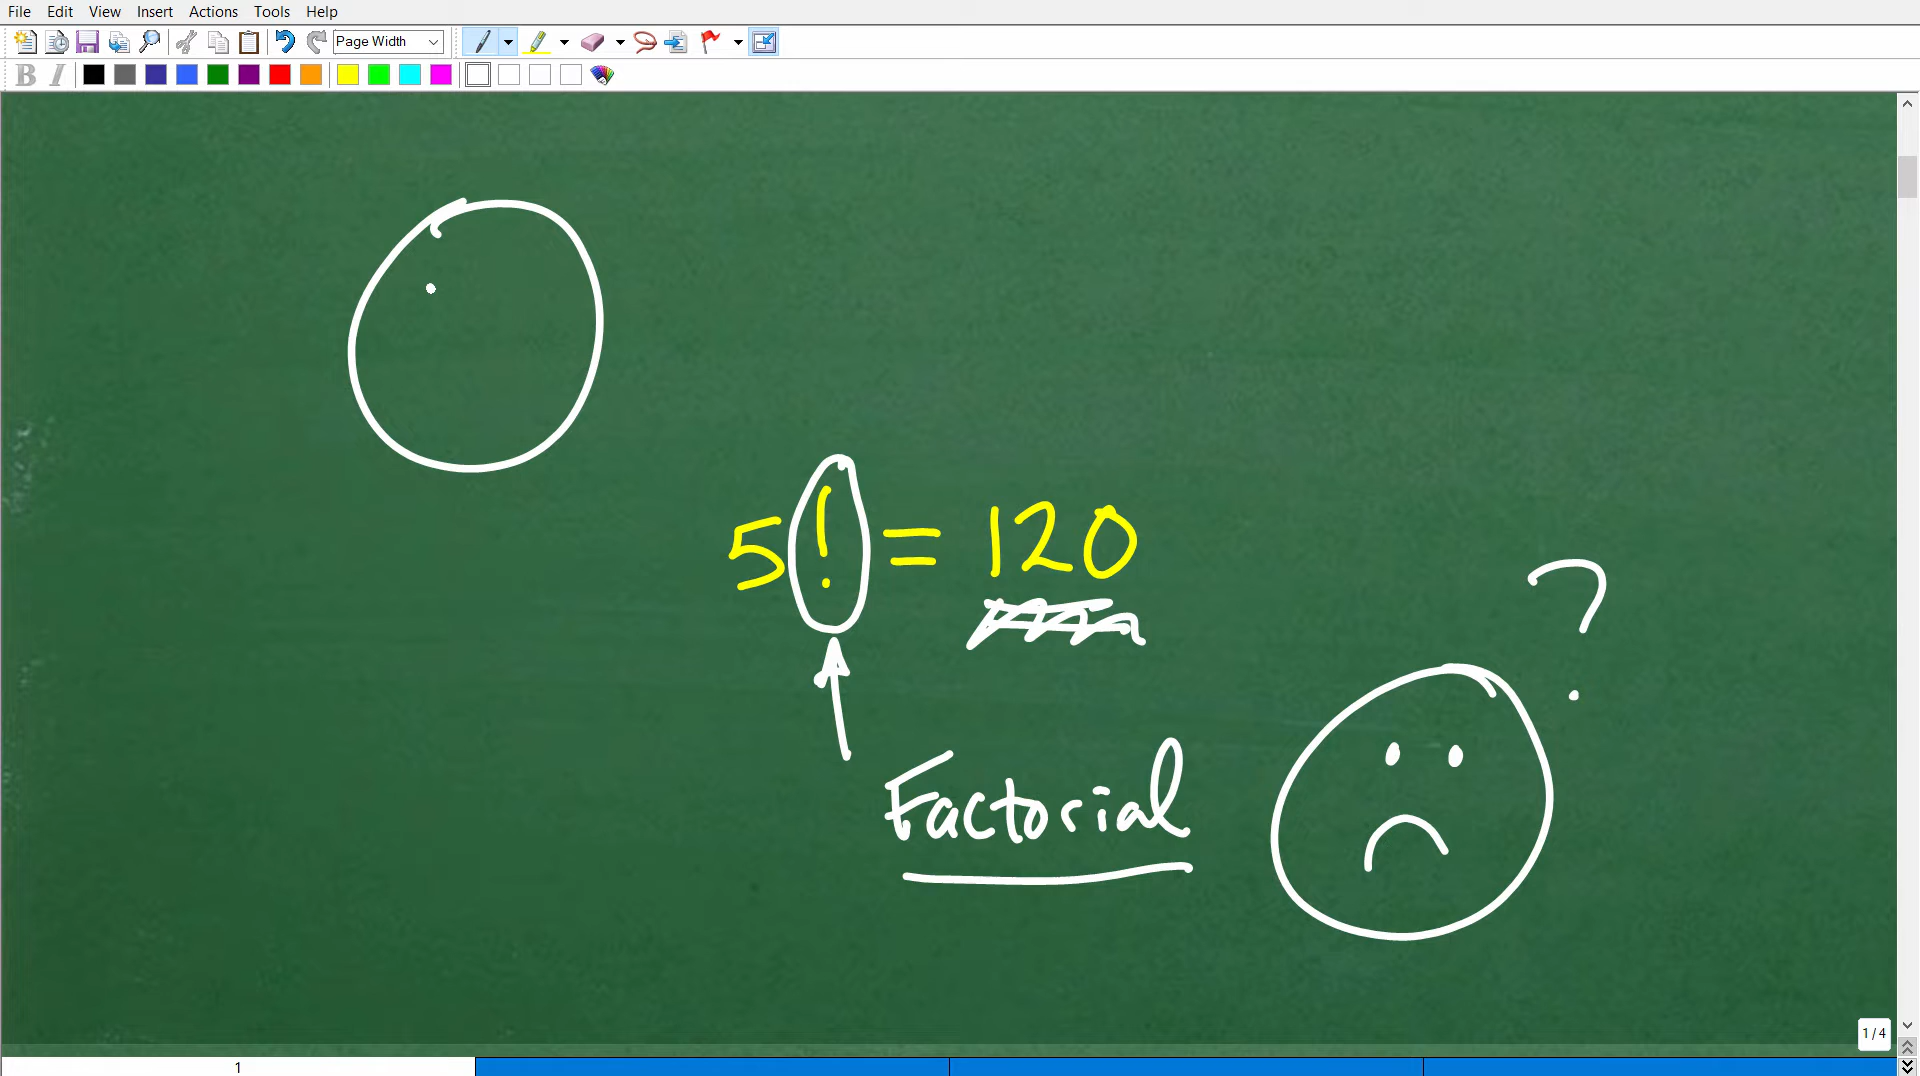 File Edit View Insert Actions Tools Help
Page Width
B I
5! = 120
?
Factorial
1 / 4
1